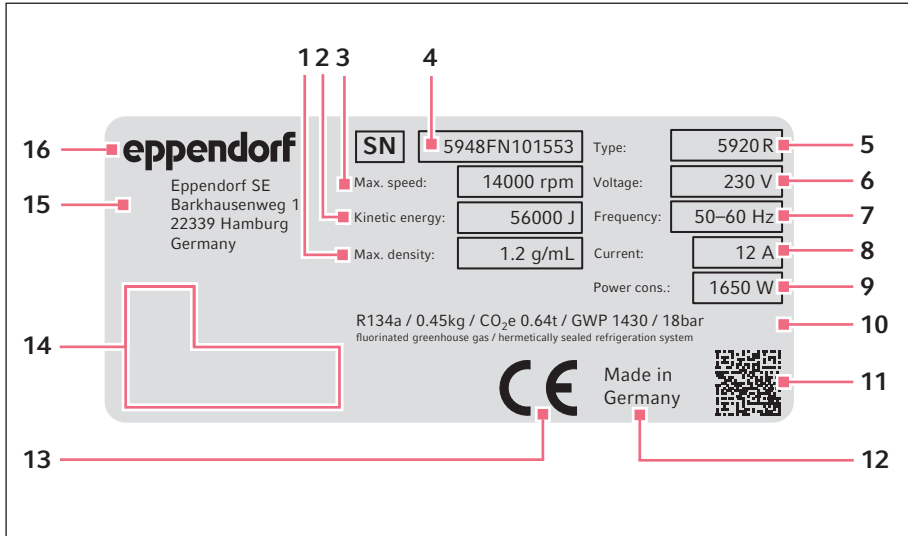 1 2 3 4
16 eppendorf SN 5948FN101553 Type: 5920 R 5
15 Eppendorf SE
Barkhausenweg 1
22339 Hamburg
Germany
Max. speed: 14000 rpm Voltage: 230 V 6
Kinetic energy: 56000 J Frequency: 50–60 Hz 7
Max. density: 1.2 g/mL Current: 12 A 8
Power cons.: 1650 W 9
R134a / 0.45kg / CO₂e 0.64t / GWP 1430 / 18bar 10
fluorinated greenhouse gas / hermetically sealed refrigeration system
14
CE Made in
Germany 11
13 12